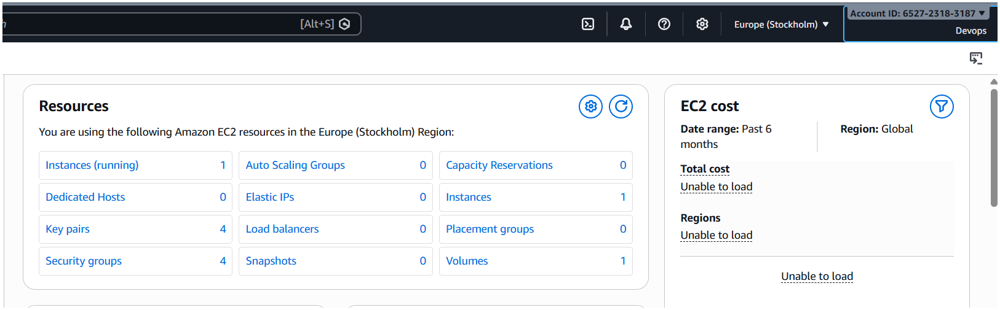 [Alt+S]
Europe (Stockholm)
Account ID: 6527-2318-3187
Devops
Resources
You are using the following Amazon EC2 resources in the Europe (Stockholm) Region:
Instances (running) 1
Auto Scaling Groups 0
Capacity Reservations 0
Dedicated Hosts 0
Elastic IPs 0
Instances 1
Key pairs 4
Load balancers 0
Placement groups 0
Security groups 4
Snapshots 0
Volumes 1
EC2 cost
Date range: Past 6
months
Region: Global
Total cost
Unable to load
Regions
Unable to load
Unable to load